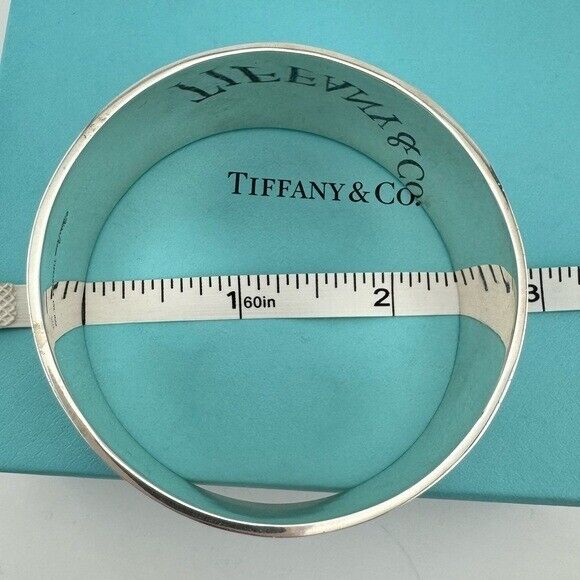 TIFFANY & CO.
TIFFANY & CO.
1 60in 2 3